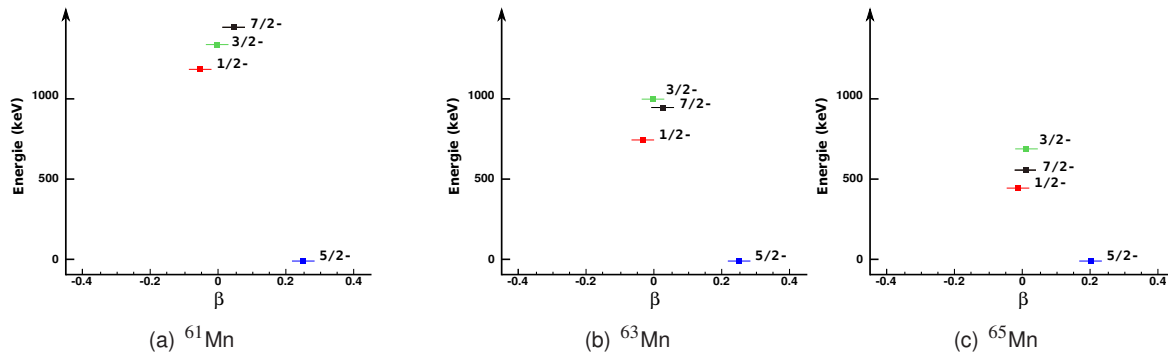 Energie (keV)
1000
500
0
7/2-
3/2-
1/2-
5/2-
-0.4 -0.2 0 0.2 0.4
β
(a) ⁶¹Mn
Energie (keV)
1000
500
0
3/2-
7/2-
1/2-
5/2-
-0.4 -0.2 0 0.2 0.4
β
(b) ⁶³Mn
Energie (keV)
1000
500
0
3/2-
7/2-
1/2-
5/2-
-0.4 -0.2 0 0.2 0.4
β
(c) ⁶⁵Mn